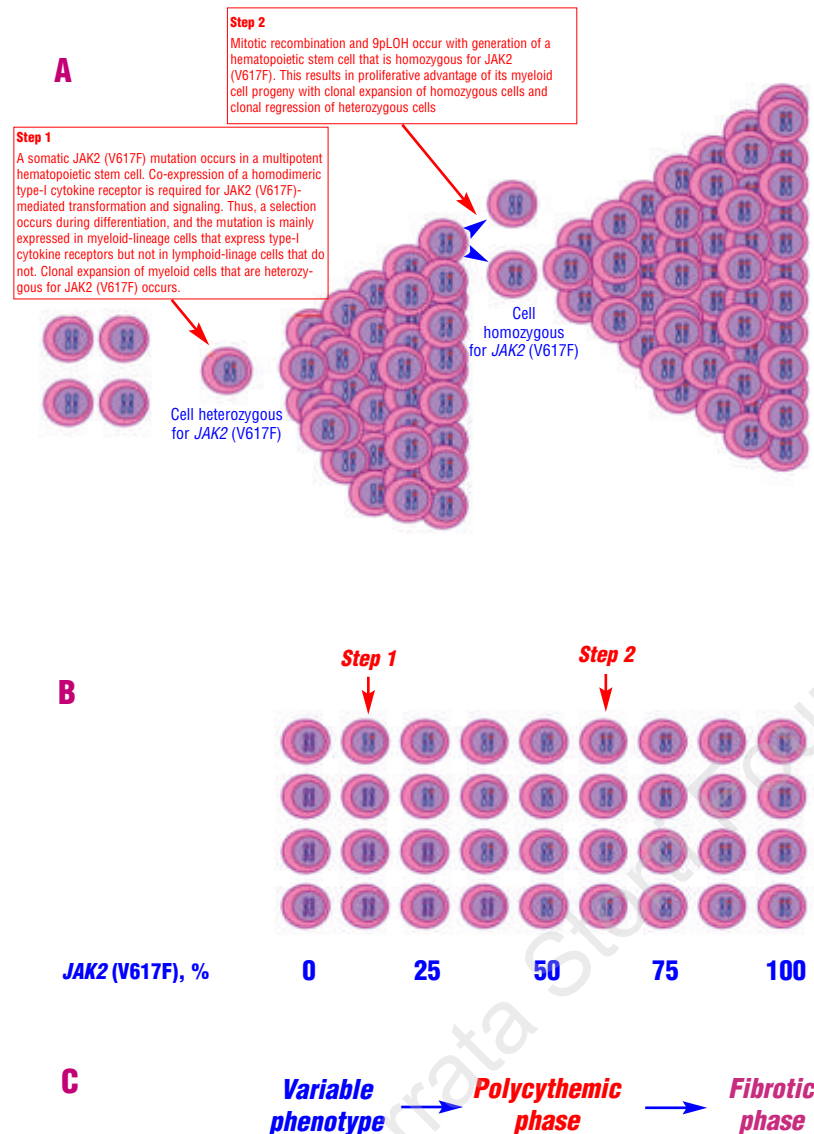 A
Step 2
Mitotic recombination and 9pLOH occur with generation of a
hematopoietic stem cell that is homozygous for JAK2
(V617F). This results in proliferative advantage of its myeloid
cell progeny with clonal expansion of homozygous cells and
clonal regression of heterozygous cells
Step 1
A somatic JAK2 (V617F) mutation occurs in a multipotent
hematopoietic stem cell. Co-expression of a homodimeric
type-I cytokine receptor is required for JAK2 (V617F)-
mediated transformation and signaling. Thus, a selection
occurs during differentiation, and the mutation is mainly
expressed in myeloid-lineage cells that express type-I
cytokine receptors but not in lymphoid-linage cells that do
not. Clonal expansion of myeloid cells that are heterozy-
gous for JAK2 (V617F) occurs.
Cell
homozygous
for JAK2 (V617F)
Cell heterozygous
for JAK2 (V617F)
B
Step 1 Step 2
JAK2 (V617F), % 0 25 50 75 100
C
Variable
phenotype
Polycythemic
phase
Fibrotic
phase
rrata Storti Fou